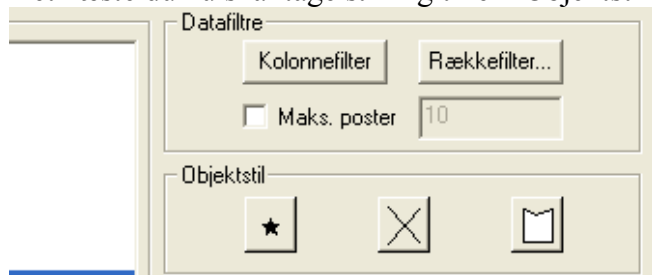 Datafiltre
Kolonnefilter Rækkefilter...
Maks. poster 10
Objektstil